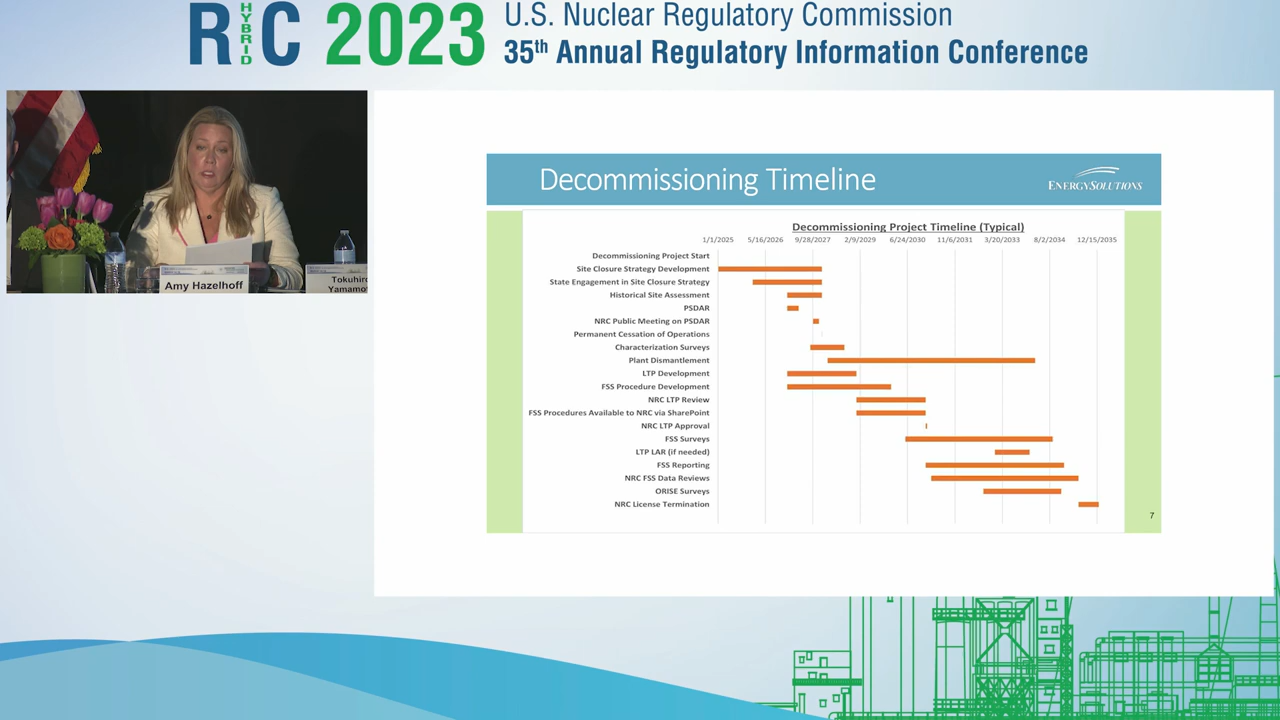 RIC HYBRID 2023
U.S. Nuclear Regulatory Commission
35th Annual Regulatory Information Conference
Amy Hazelhoff
Tokuhiro
Yamamo
Decommissioning Timeline
ENERGYSOLUTIONS
Decommissioning Project Timeline (Typical)
1/1/2025 5/16/2026 9/28/2027 2/9/2029 6/24/2030 11/6/2031 3/20/2033 8/2/2034 12/15/2035
Decommissioning Project Start
Site Closure Strategy Development
State Engagement in Site Closure Strategy
Historical Site Assessment
PSDAR
NRC Public Meeting on PSDAR
Permanent Cessation of Operations
Characterization Surveys
Plant Dismantlement
LTP Development
FSS Procedure Development
NRC LTP Review
FSS Procedures Available to NRC via SharePoint
NRC LTP Approval
FSS Surveys
LTP LAR (if needed)
FSS Reporting
NRC FSS Data Reviews
ORISE Surveys
NRC License Termination
7